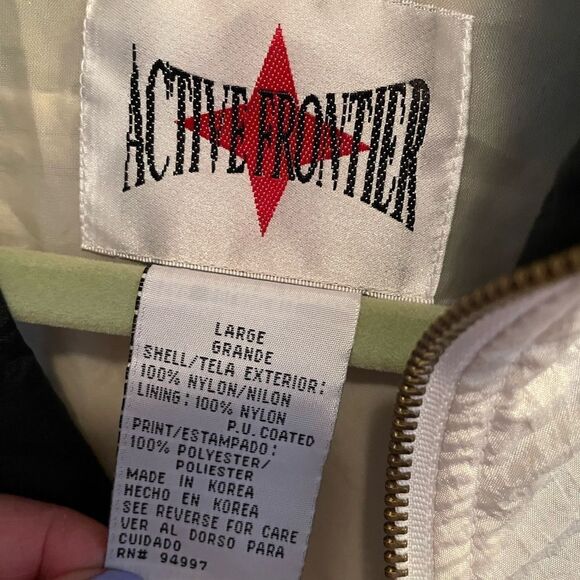 ACTIVE FRONTIER
LARGE
GRANDE
SHELL/TELA EXTERIOR:
100% NYLON/NILON
LINING: 100% NYLON
P.U. COATED
PRINT/ESTAMPADO:
100% POLYESTER/
POLIESTER
MADE IN KOREA
HECHO EN KOREA
SEE REVERSE FOR CARE
VER AL DORSO PARA
CUIDADO
RN# 94997